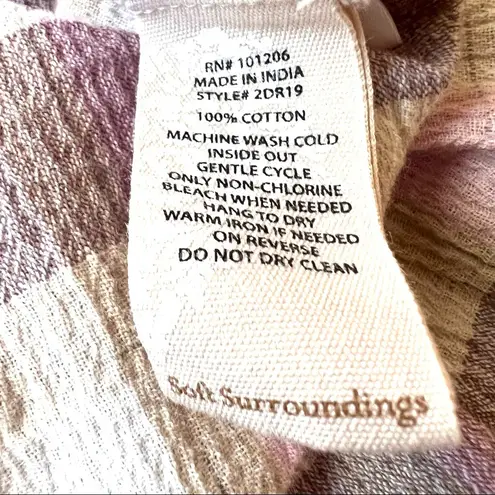 RN# 101206
MADE IN INDIA
STYLE# 2DR19
100% COTTON
MACHINE WASH COLD
INSIDE OUT
GENTLE CYCLE
ONLY NON-CHLORINE
BLEACH WHEN NEEDED
HANG TO DRY
WARM IRON IF NEEDED
ON REVERSE
DO NOT DRY CLEAN
Soft Surroundings